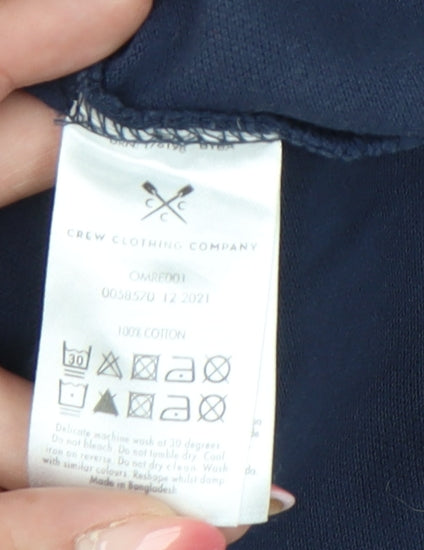 C C
C
CREW CLOTHING COMPANY
OMRE001
0058570 12 2021
100% COTTON
30
Delicate machine wash at 30 degrees.
Do not bleach. Do not tumble dry. Cool
iron on reverse. Do not dry clean. Wash
with similar colours. Reshape whilst damp.
Made in Bangladesh